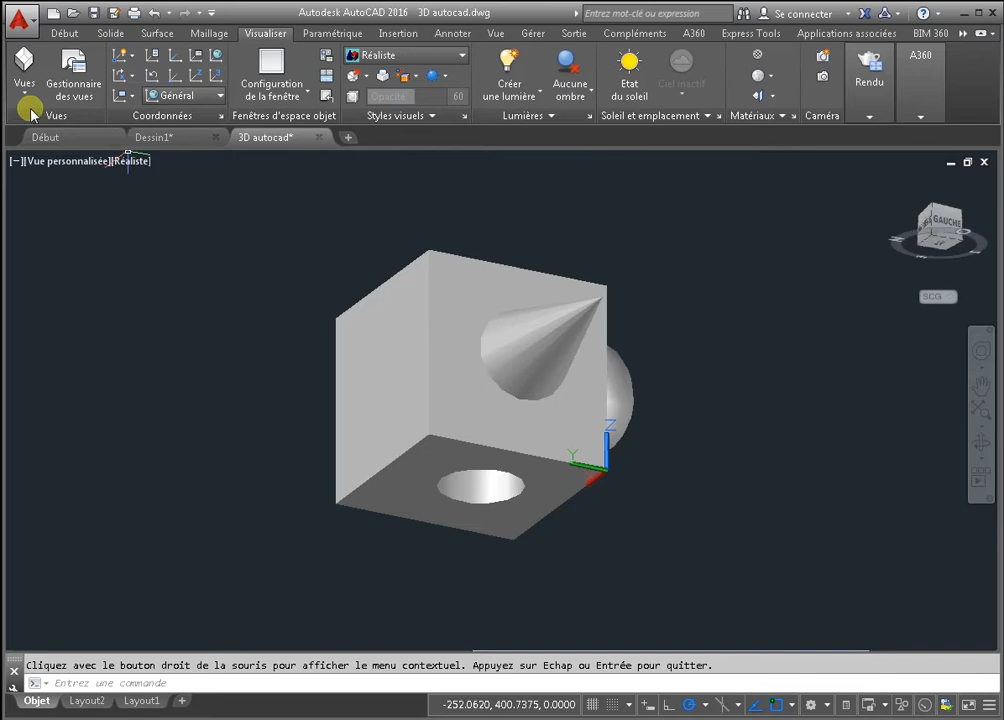 Autodesk AutoCAD 2016 3D autocad.dwg
Entrez mot-clé ou expression
Se connecter
Début Solide Surface Maillage Visualiser Paramétrique Insertion Annoter Vue Gérer Sortie Compléments A360 Express Tools Applications associées BIM 360
Vues
Gestionnaire
des vues
Général
Configuration
de la fenêtre
Réaliste
Opacité 60
Créer
une lumière
Aucune
ombre
Etat
du soleil
Ciel inactif
Rendu
A360
Vues Coordonnées Fenêtres d'espace objet Styles visuels Lumières Soleil et emplacement Matériaux Caméra
Début Dessin1* 3D autocad*
[−][Vue personnalisée][Réaliste]
GAUCHE
SCG
Z
Y
Cliquez avec le bouton droit de la souris pour afficher le menu contextuel. Appuyez sur Echap ou Entrée pour quitter.
Entrez une commande
Objet Layout2 Layout1
-252.0620, 400.7375, 0.0000